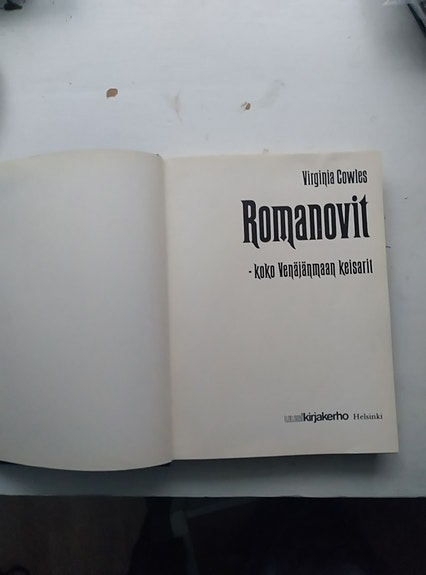 Virginia Cowles
Romanovit
- koko Venäjänmaan keisarit
kirjakerho Helsinki